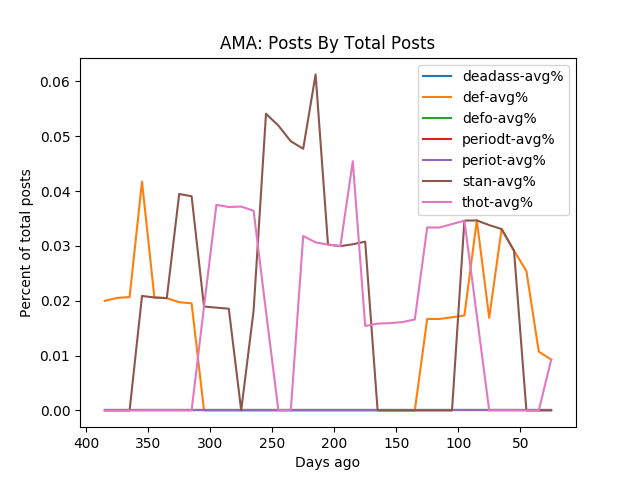 AMA: Posts By Total Posts
Percent of total posts
0.06
0.05
0.04
0.03
0.02
0.01
0.00
deadass-avg%
def-avg%
defo-avg%
periodt-avg%
periot-avg%
stan-avg%
thot-avg%
400 350 300 250 200 150 100 50
Days ago